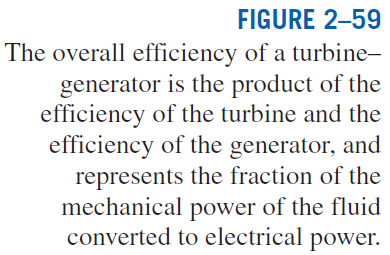 FIGURE 2–59
The overall efficiency of a turbine–
generator is the product of the
efficiency of the turbine and the
efficiency of the generator, and
represents the fraction of the
mechanical power of the fluid
converted to electrical power.